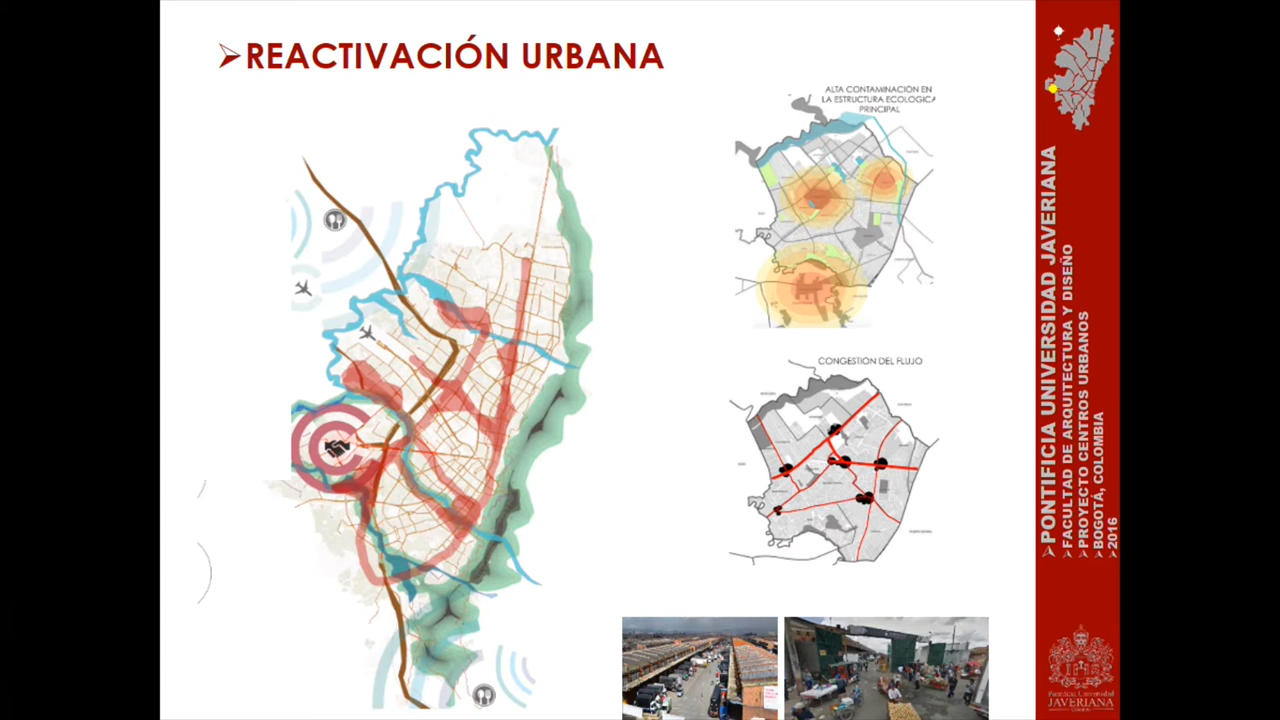 ➢REACTIVACIÓN URBANA
ALTA CONTAMINACIÓN EN
LA ESTRUCTURA ECOLOGICA
PRINCIPAL
CONGESTION DEL FLUJO
➢PONTIFICIA UNIVERSIDAD JAVERIANA
➢FACULTAD DE ARQUITECTURA Y DISEÑO
➢PROYECTO CENTROS URBANOS
➢BOGOTÁ, COLOMBIA
➢2016
Pontificia Universidad
JAVERIANA